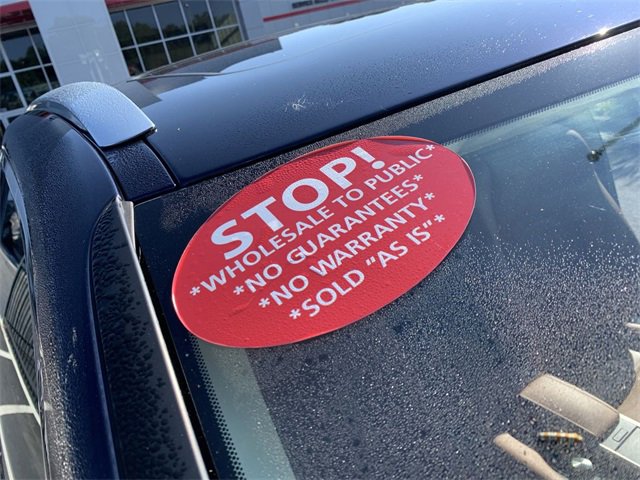 STOP!
*WHOLESALE TO PUBLIC*
*NO GUARANTEES*
*NO WARRANTY*
*SOLD "AS IS"*